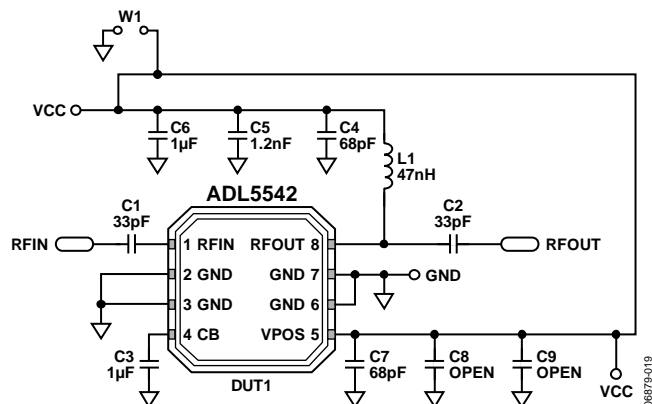 W1
VCC
C6
1µF
C5
1.2nF
C4
68pF
L1
47nH
ADL5542
C1
33pF
C2
33pF
RFIN
1 RFIN
RFOUT 8
RFOUT
2 GND
GND 7
GND
3 GND
GND 6
4 CB
VPOS 5
C3
1µF
C7
68pF
C8
OPEN
C9
OPEN
VCC
DUT1
06879-019